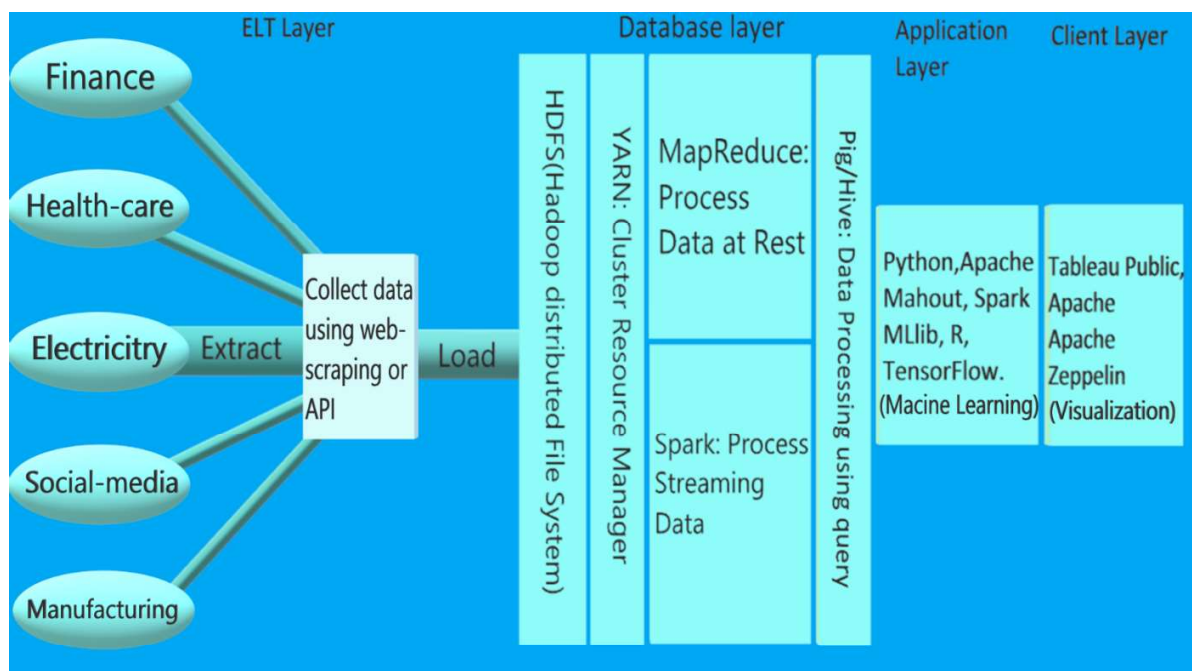 ELT Layer
Database layer
Application
Layer
Client Layer
Finance
Health-care
Electricitry
Social-media
Manufacturing
Extract
Collect data
using web-
scraping or
API
Load
HDFS(Hadoop distributed File System)
YARN: Cluster Resource Manager
MapReduce:
Process
Data at Rest
Spark: Process
Streaming
Data
Pig/Hive: Data Processing using query
Python,Apache
Mahout, Spark
MLlib, R,
TensorFlow.
(Macine Learning)
Tableau Public,
Apache
Apache
Zeppelin
(Visualization)